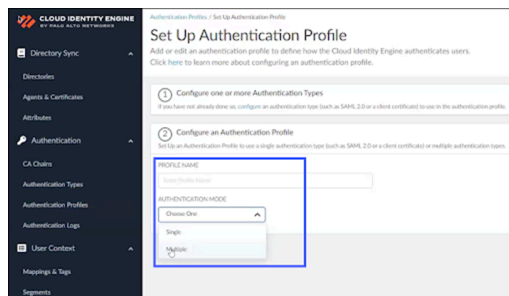 CLOUD IDENTITY ENGINE
BY PALO ALTO NETWORKS
Directory Sync
Directories
Agents & Certificates
Attributes
Authentication
CA Chains
Authentication Types
Authentication Profiles
Authentication Logs
User Context
Mappings & Tags
Segments
Authentication Profiles / Set Up Authentication Profile
Set Up Authentication Profile
Add or edit an authentication profile to define how the Cloud Identity Engine authenticates users.
Click here to learn more about configuring an authentication profile.
1 Configure one or more Authentication Types
If you have not already done so, configure an authentication type (such as SAML 2.0 or a client certificate) to use in the authentication profile.
2 Configure an Authentication Profile
Set Up an Authentication Profile to use a single authentication type (such as SAML 2.0 or a client certificate) or multiple authentication types.
PROFILE NAME
Enter Profile Name
AUTHENTICATION MODE
Choose One
Single
Multiple